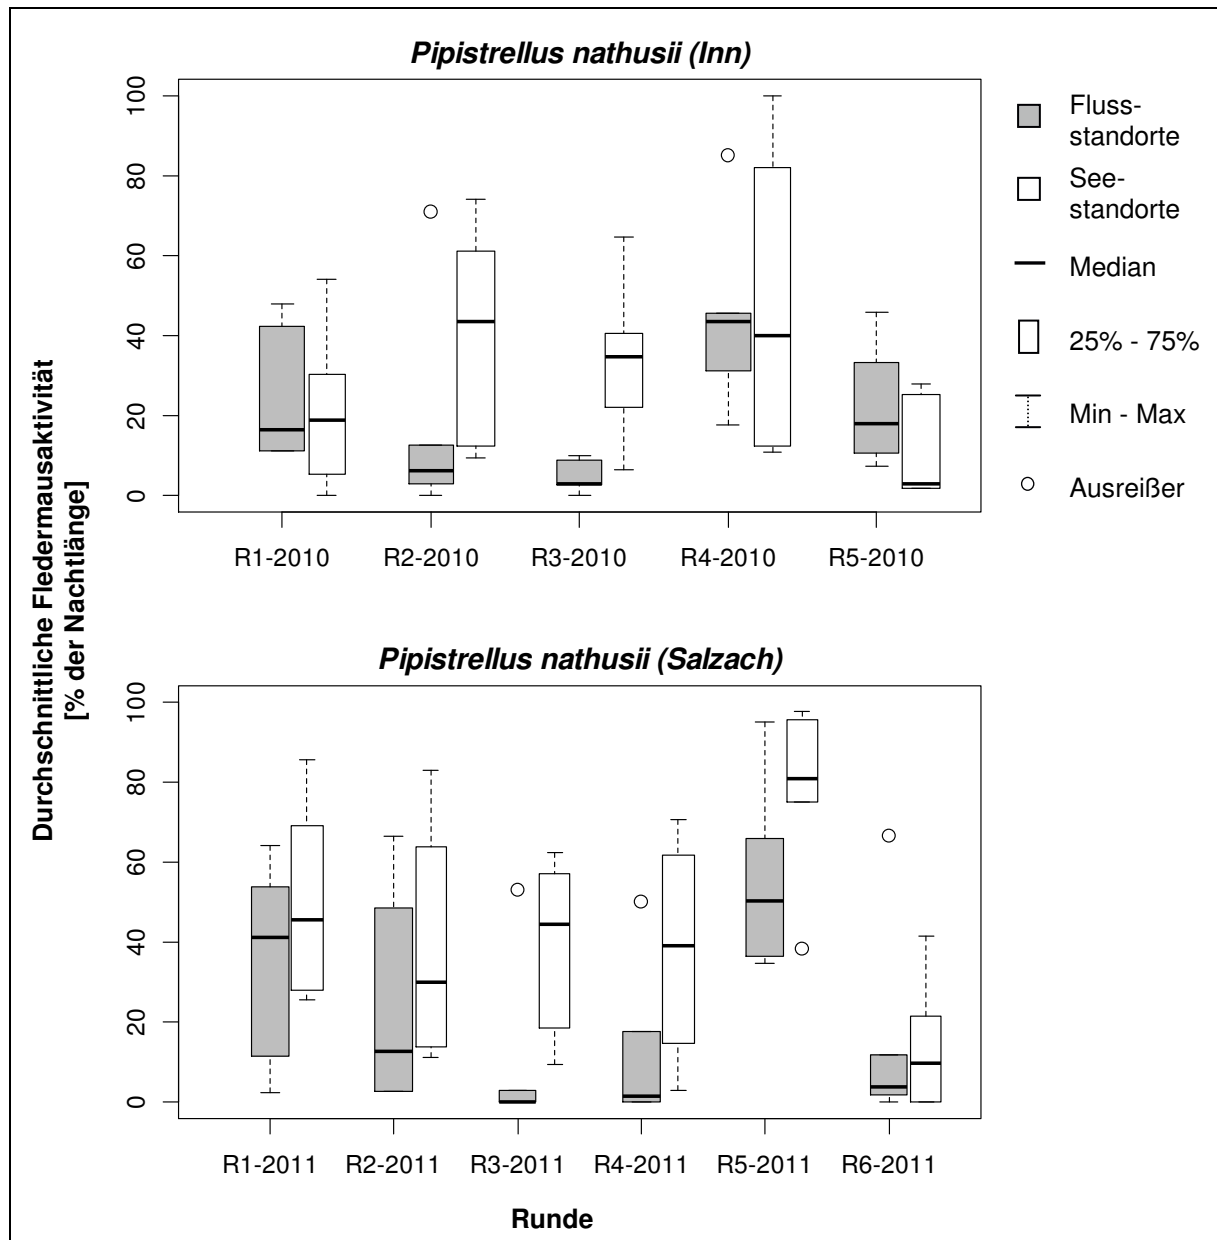 Pipistrellus nathusii (Inn)
Durchschnittliche Fledermausaktivität
[% der Nachtlänge]
100
80
60
40
20
0
R1-2010 R2-2010 R3-2010 R4-2010 R5-2010
Fluss-
standorte
See-
standorte
Median
25% - 75%
Min - Max
Ausreißer
Pipistrellus nathusii (Salzach)
100
80
60
40
20
0
R1-2011 R2-2011 R3-2011 R4-2011 R5-2011 R6-2011
Runde